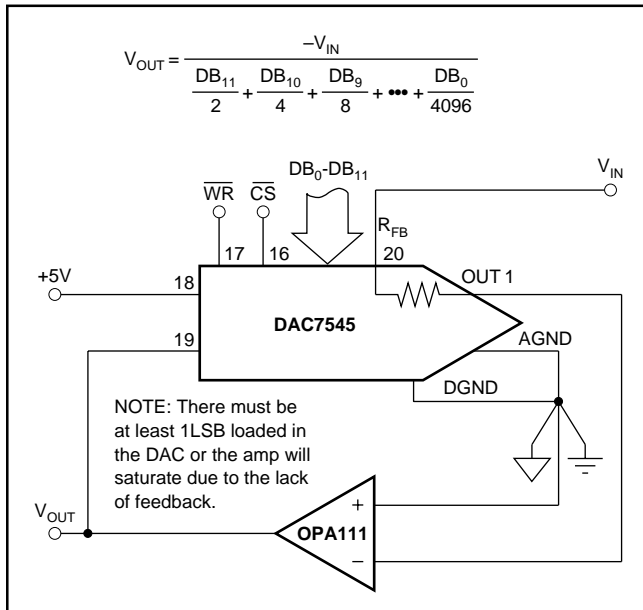 V_OUT = –V_IN
DB_11/2 + DB_10/4 + DB_9/8 + ••• + DB_0/4096
DB_0-DB_11
V_IN
WR
CS
R_FB
17
16
20
OUT 1
+5V
18
DAC7545
AGND
19
DGND
NOTE: There must be
at least 1LSB loaded in
the DAC or the amp will
saturate due to the lack
of feedback.
+
V_OUT
OPA111
–